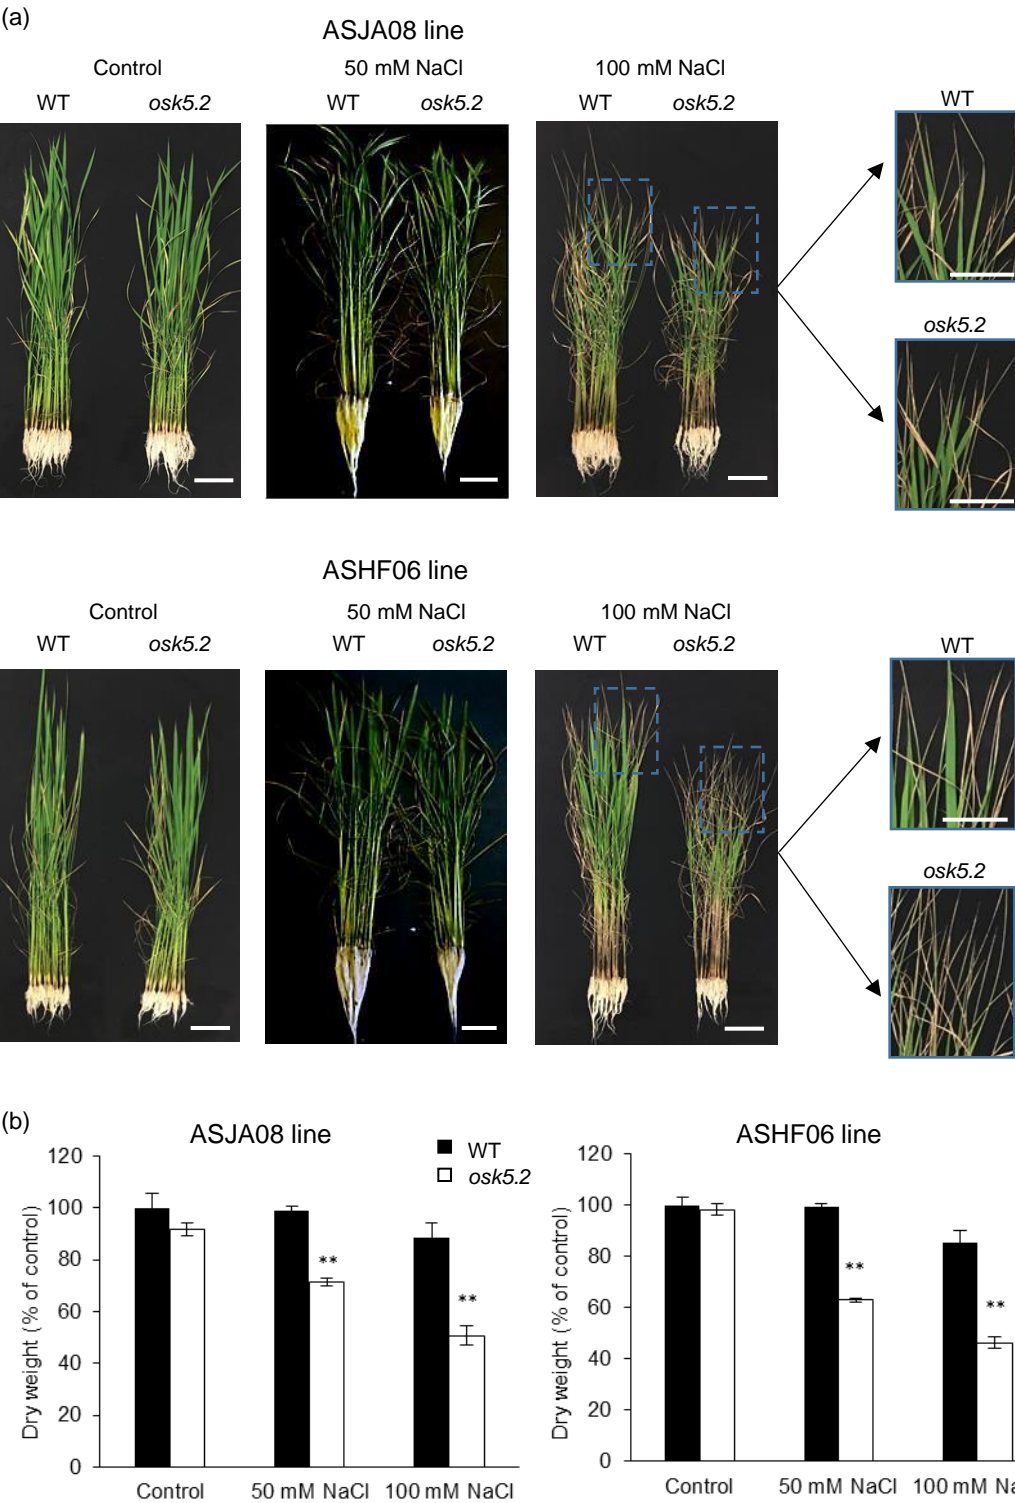 (a)
ASJA08 line
Control 50 mM NaCl 100 mM NaCl
WT osk5.2 WT osk5.2 WT osk5.2
WT
osk5.2
ASHF06 line
Control 50 mM NaCl 100 mM NaCl
WT osk5.2 WT osk5.2 WT osk5.2
WT
osk5.2
(b)
ASJA08 line
WT
osk5.2
Dry weight (% of control)
120
100
80
60
40
20
0
**
**
Control 50 mM NaCl 100 mM NaCl
ASHF06 line
Dry weight (% of control)
120
100
80
60
40
20
0
**
**
Control 50 mM NaCl 100 mM Na